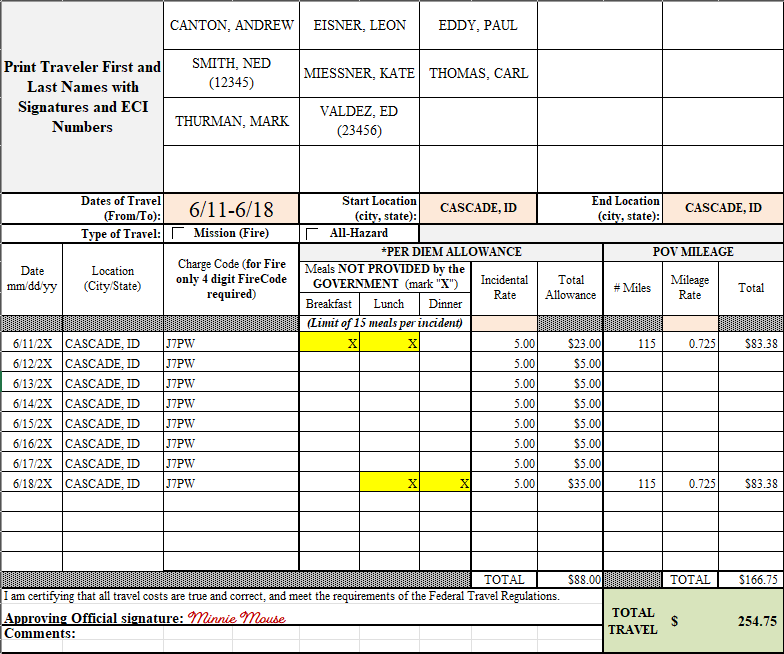 CANTON, ANDREW EISNER, LEON EDDY, PAUL
Print Traveler First and Last Names with Signatures and ECI Numbers
SMITH, NED (12345) MIESSNER, KATE THOMAS, CARL
THURMAN, MARK VALDEZ, ED (23456)
Dates of Travel (From/To): 6/11-6/18 Start Location (city, state): CASCADE, ID End Location (city, state): CASCADE, ID
Type of Travel: Mission (Fire) All-Hazard
*PER DIEM ALLOWANCE POV MILEAGE
Date mm/dd/yy Location (City/State) Charge Code (for Fire only 4 digit FireCode required) Meals NOT PROVIDED by the GOVERNMENT (mark "X") Incidental Rate Total Allowance # Miles Mileage Rate Total
Breakfast Lunch Dinner
(Limit of 15 meals per incident)
6/11/2X CASCADE, ID J7PW X X 5.00 $23.00 115 0.725 $83.38
6/12/2X CASCADE, ID J7PW 5.00 $5.00
6/13/2X CASCADE, ID J7PW 5.00 $5.00
6/14/2X CASCADE, ID J7PW 5.00 $5.00
6/15/2X CASCADE, ID J7PW 5.00 $5.00
6/16/2X CASCADE, ID J7PW 5.00 $5.00
6/17/2X CASCADE, ID J7PW 5.00 $5.00
6/18/2X CASCADE, ID J7PW X X 5.00 $35.00 115 0.725 $83.38
TOTAL $88.00 TOTAL $166.75
I am certifying that all travel costs are true and correct, and meet the requirements of the Federal Travel Regulations.
Approving Official signature: Minnie Mouse
TOTAL TRAVEL $ 254.75
Comments: